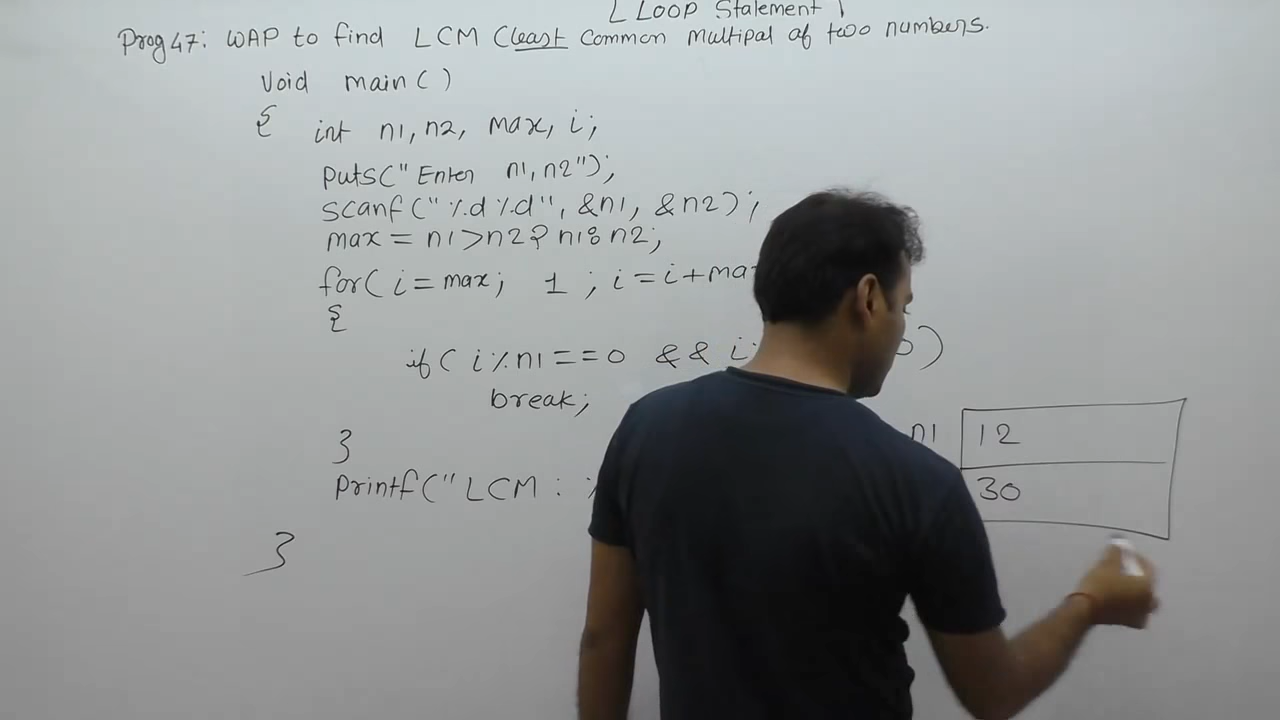 [ Loop Statement ]
Prog 47: WAP to find LCM (Least Common Multipal of two numbers.
Void main()
{ int n1, n2, max, i;
puts("Enter n1, n2");
scanf("%d %d", &n1, &n2);
max = n1>n2 ? n1: n2;
for( i = max; 1 ; i = i+ma
{
if( i%n1 == 0 && i )
break;
}
printf("LCM :
}
n1 12
30